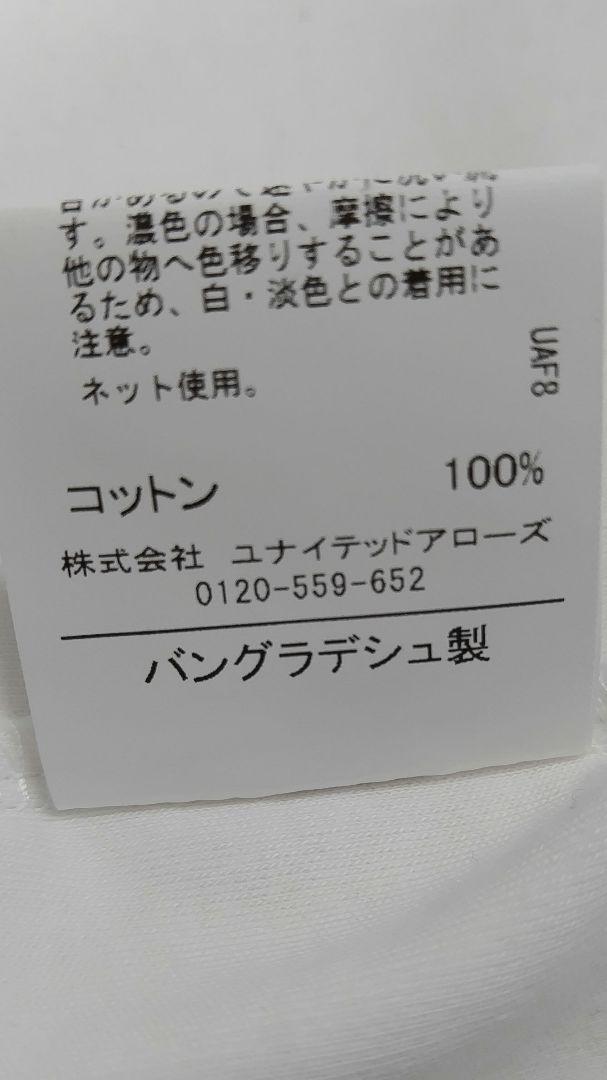 す。濃色の場合、摩擦により
他の物へ色移りすることがあ
るため、白・淡色との着用に
注意。
ネット使用。
UAF8
コットン 100%
株式会社 ユナイテッドアローズ
0120-559-652
バングラデシュ製